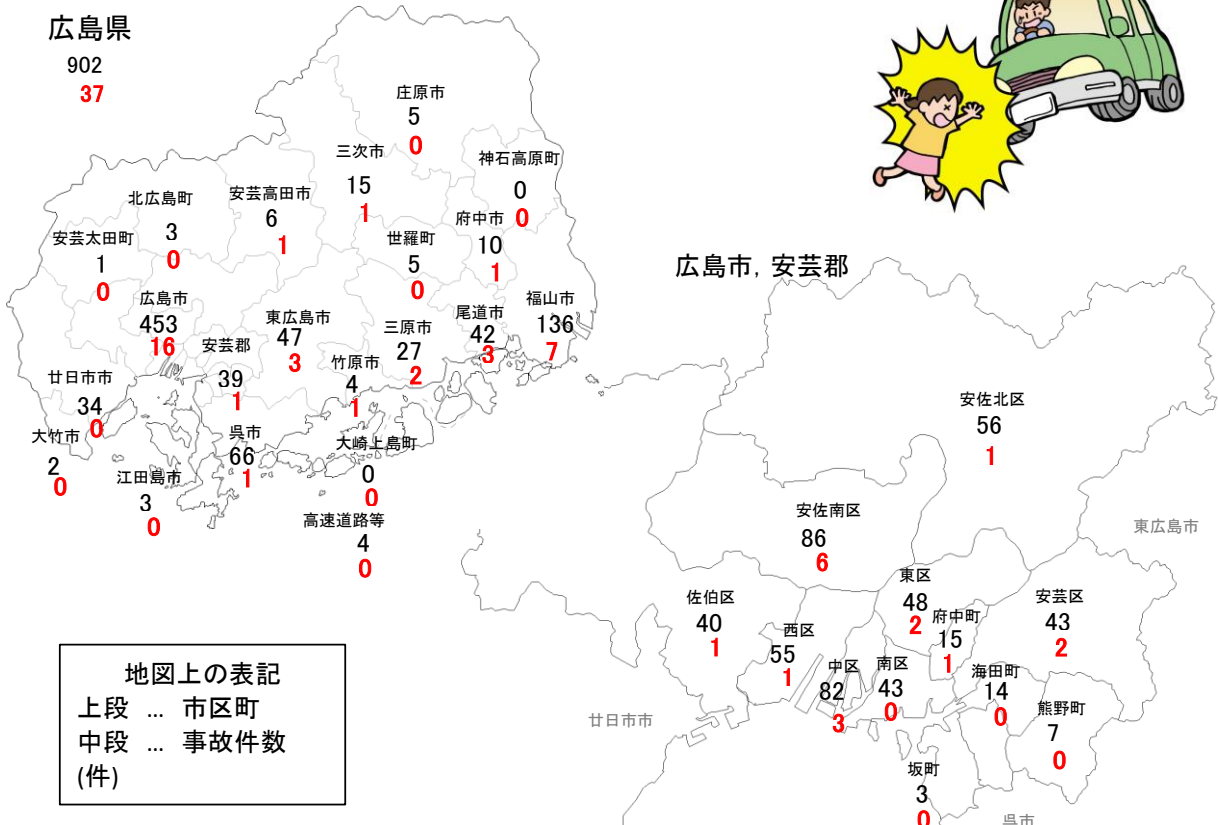 広島県
902
37
庄原市
5
0
三次市
15
1
神石高原町
0
0
北広島町
3
0
安芸高田市
6
1
府中市
10
1
安芸太田町
1
0
世羅町
5
0
広島市
453
16
東広島市
47
3
三原市
27
2
尾道市
42
3
福山市
136
7
安芸郡
39
1
竹原市
4
1
廿日市市
34
0
大竹市
2
0
呉市
66
1
大崎上島町
0
0
江田島市
3
0
高速道路等
4
0
地図上の表記
上段 … 市区町
中段 … 事故件数
(件)
広島市, 安芸郡
安佐北区
56
1
安佐南区
86
6
東広島市
東区
48
2
府中町
15
1
安芸区
43
2
佐伯区
40
1
西区
55
1
中区
82
3
南区
43
0
海田町
14
0
熊野町
7
0
廿日市市
坂町
3
0
呉市